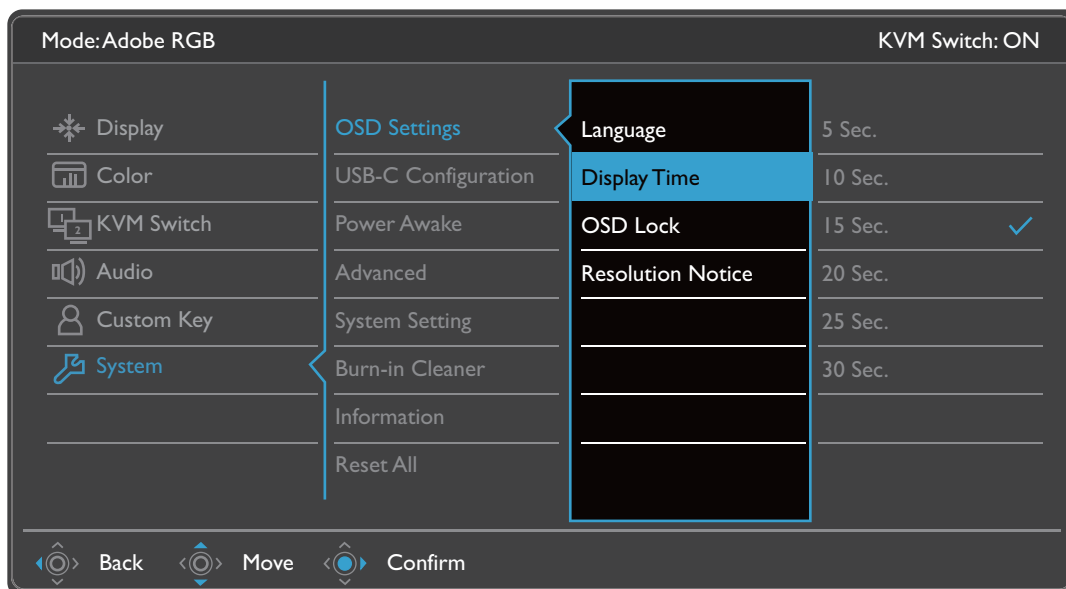 Mode: Adobe RGB
KVM Switch: ON
Display
Color
1 2 KVM Switch
Audio
Custom Key
System
OSD Settings
USB-C Configuration
Power Awake
Advanced
System Setting
Burn-in Cleaner
Information
Reset All
Language
Display Time
OSD Lock
Resolution Notice
5 Sec.
10 Sec.
15 Sec.
20 Sec.
25 Sec.
30 Sec.
Back
Move
Confirm